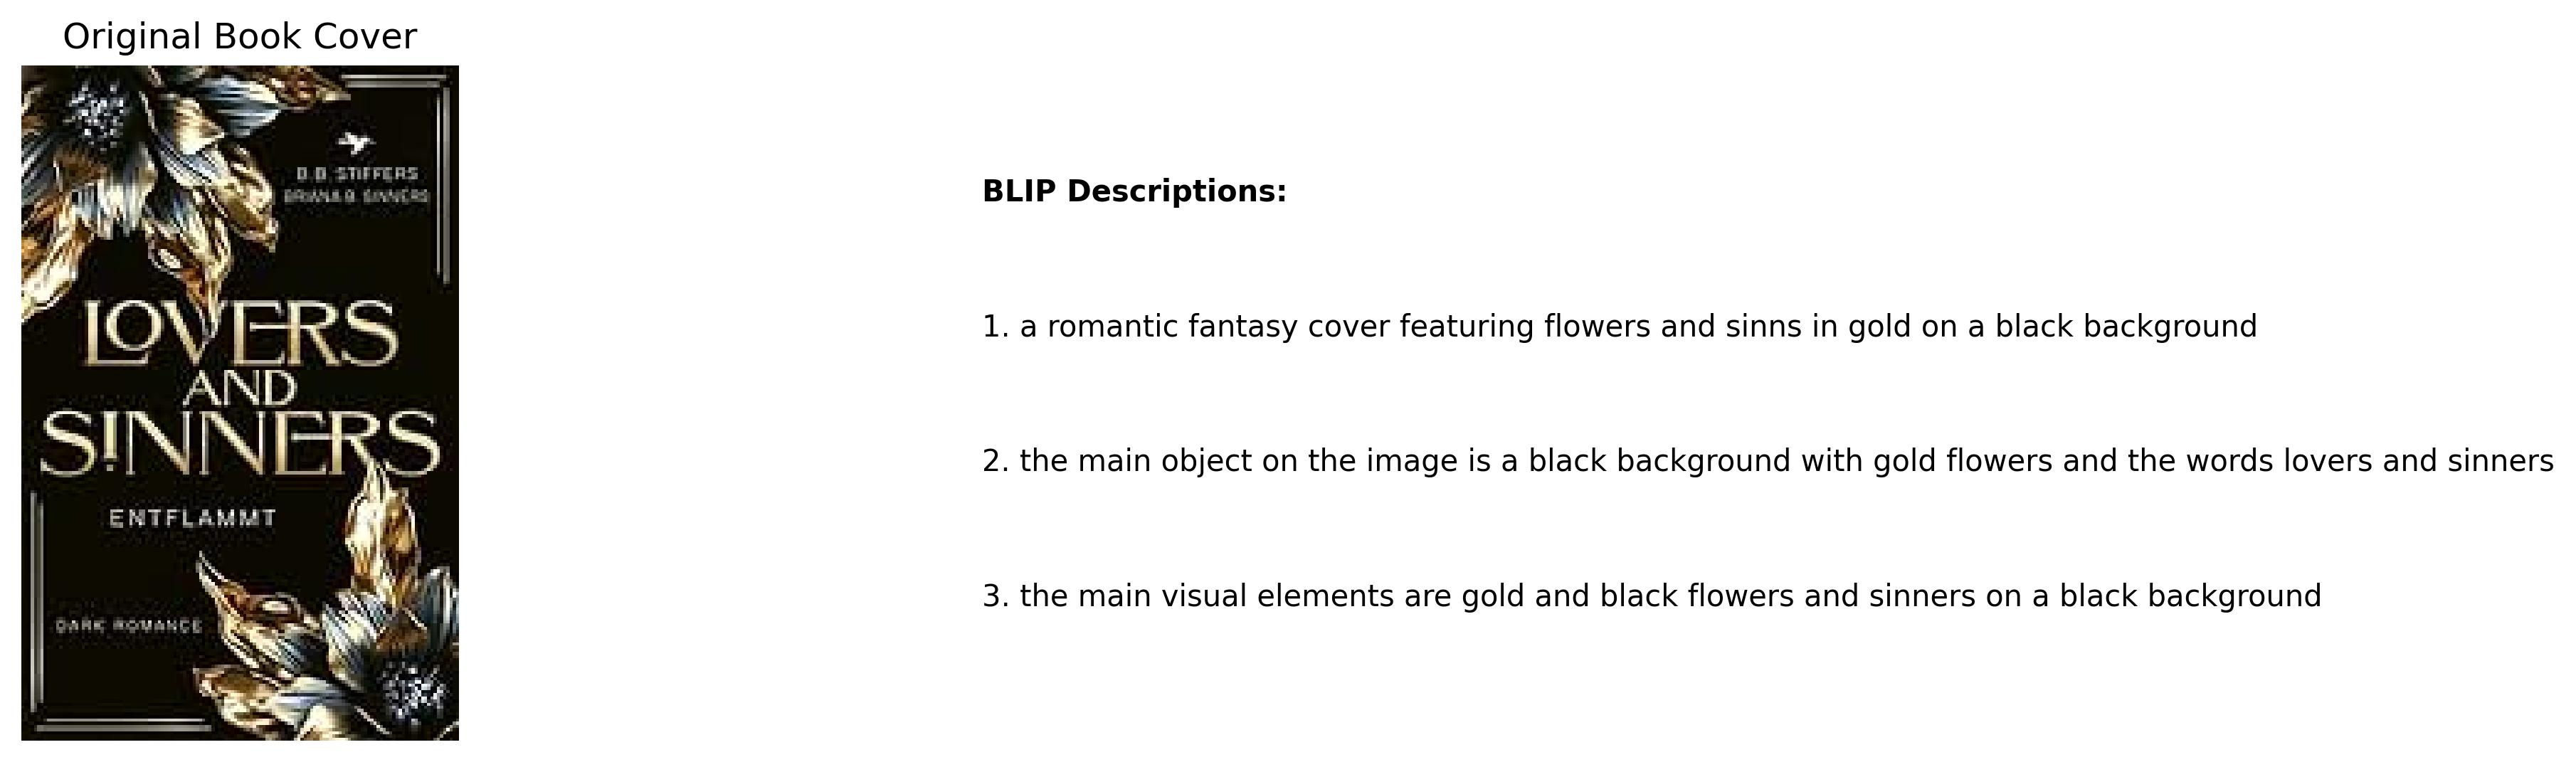 Original Book Cover
B.B. STIFFERS
BRIANA B. SINNERS
LOVERS
AND
SINNERS
ENTFLAMMT
DARK ROMANCE
BLIP Descriptions:
1. a romantic fantasy cover featuring flowers and sinns in gold on a black background
2. the main object on the image is a black background with gold flowers and the words lovers and sinners
3. the main visual elements are gold and black flowers and sinners on a black background